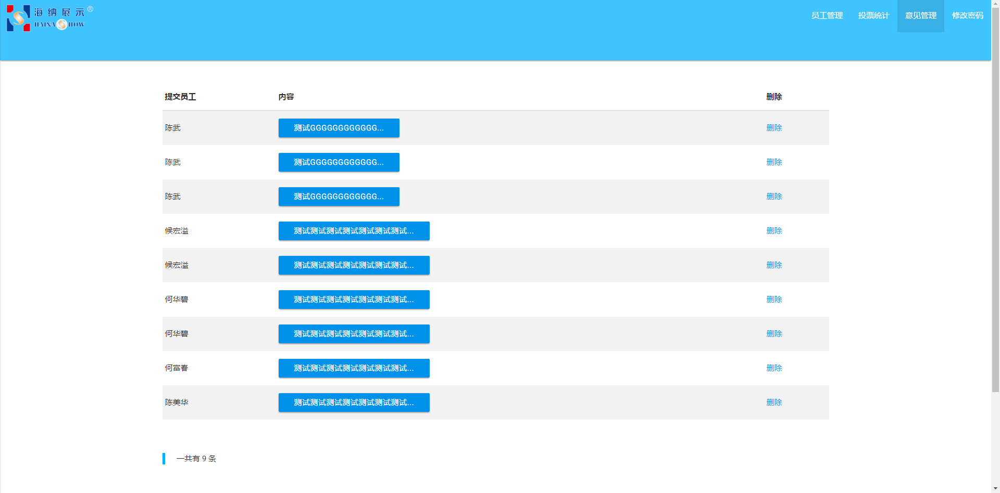 海纳展示®
HAINA SHOW
员工管理 投票统计 意见管理 修改密码
提交员工 内容 删除
陈武 测试GGGGGGGGGGGG... 删除
陈武 测试GGGGGGGGGGGG... 删除
陈武 测试GGGGGGGGGGGG... 删除
候宏溢 测试测试测试测试测试测试测试... 删除
候宏溢 测试测试测试测试测试测试测试... 删除
何华碧 测试测试测试测试测试测试测试... 删除
何华碧 测试测试测试测试测试测试测试... 删除
何富春 测试测试测试测试测试测试测试... 删除
陈美华 测试测试测试测试测试测试测试... 删除
一共有 9 条